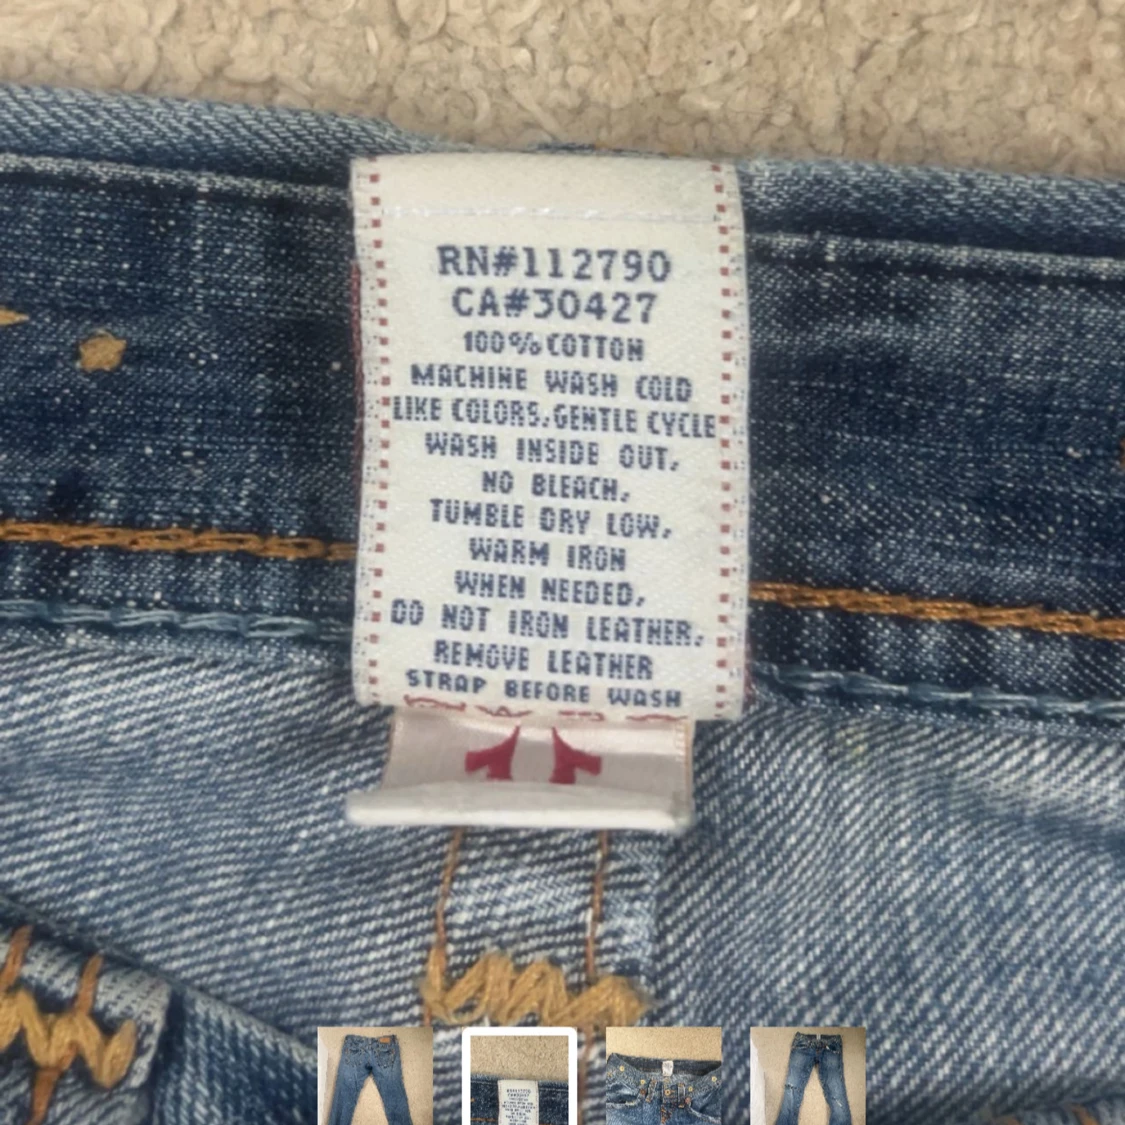 RN#112790
CA#30427
100% COTTON
MACHINE WASH COLD
LIKE COLORS, GENTLE CYCLE
WASH INSIDE OUT,
NO BLEACH,
TUMBLE DRY LOW,
WARM IRON
WHEN NEEDED,
DO NOT IRON LEATHER,
REMOVE LEATHER
STRAP BEFORE WASH